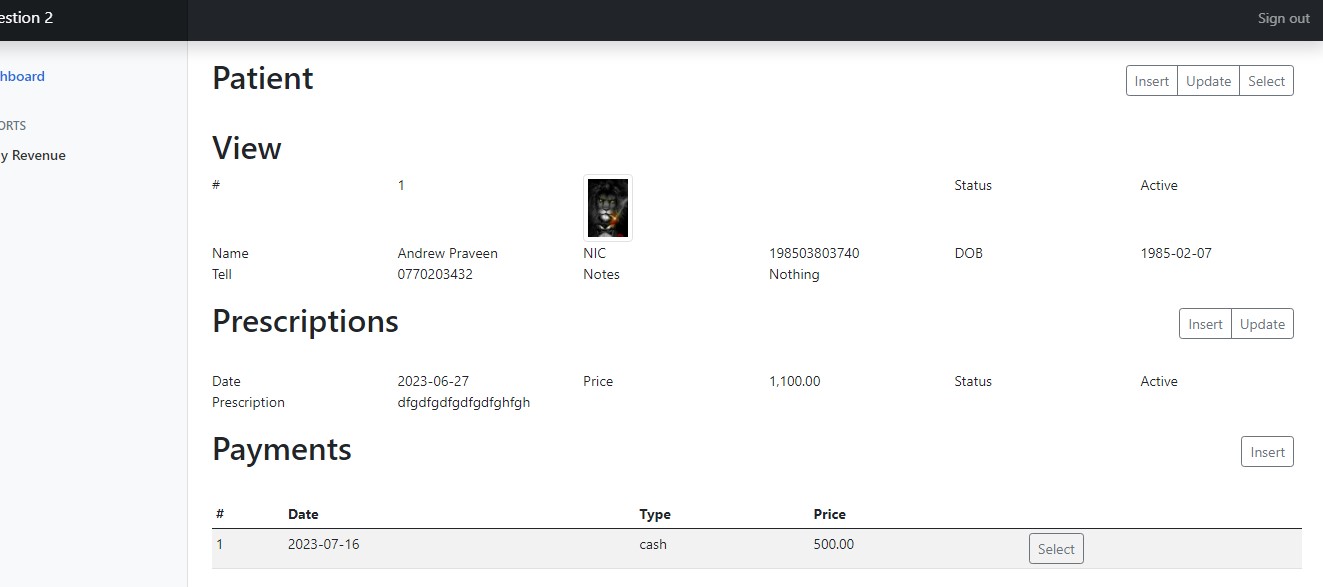 estion 2 Sign out
hboard
ORTS
y Revenue
Patient Insert Update Select
View
# 1 Status Active
Name Andrew Praveen NIC 198503803740 DOB 1985-02-07
Tell 0770203432 Notes Nothing
Prescriptions Insert Update
Date 2023-06-27 Price 1,100.00 Status Active
Prescription dfgdfgdfgdfgdfghfgh
Payments Insert
# Date Type Price
1 2023-07-16 cash 500.00 Select